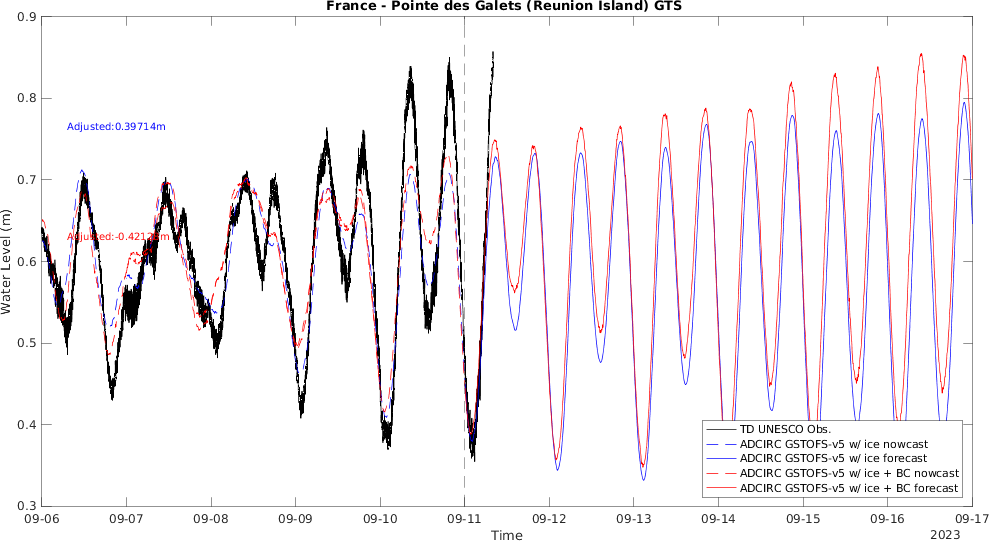 France - Pointe des Galets (Reunion Island) GTS
0.9
0.8
0.7
0.6
0.5
0.4
0.3
Water Level (m)
Adjusted:0.39714m
TD UNESCO Obs.
ADCIRC GSTOFS-v5 w/ ice nowcast
ADCIRC GSTOFS-v5 w/ ice forecast
ADCIRC GSTOFS-v5 w/ ice + BC nowcast
ADCIRC GSTOFS-v5 w/ ice + BC forecast
09-06 09-07 09-08 09-09 09-10 09-11 09-12 09-13 09-14 09-15 09-16 09-17
Time
2023